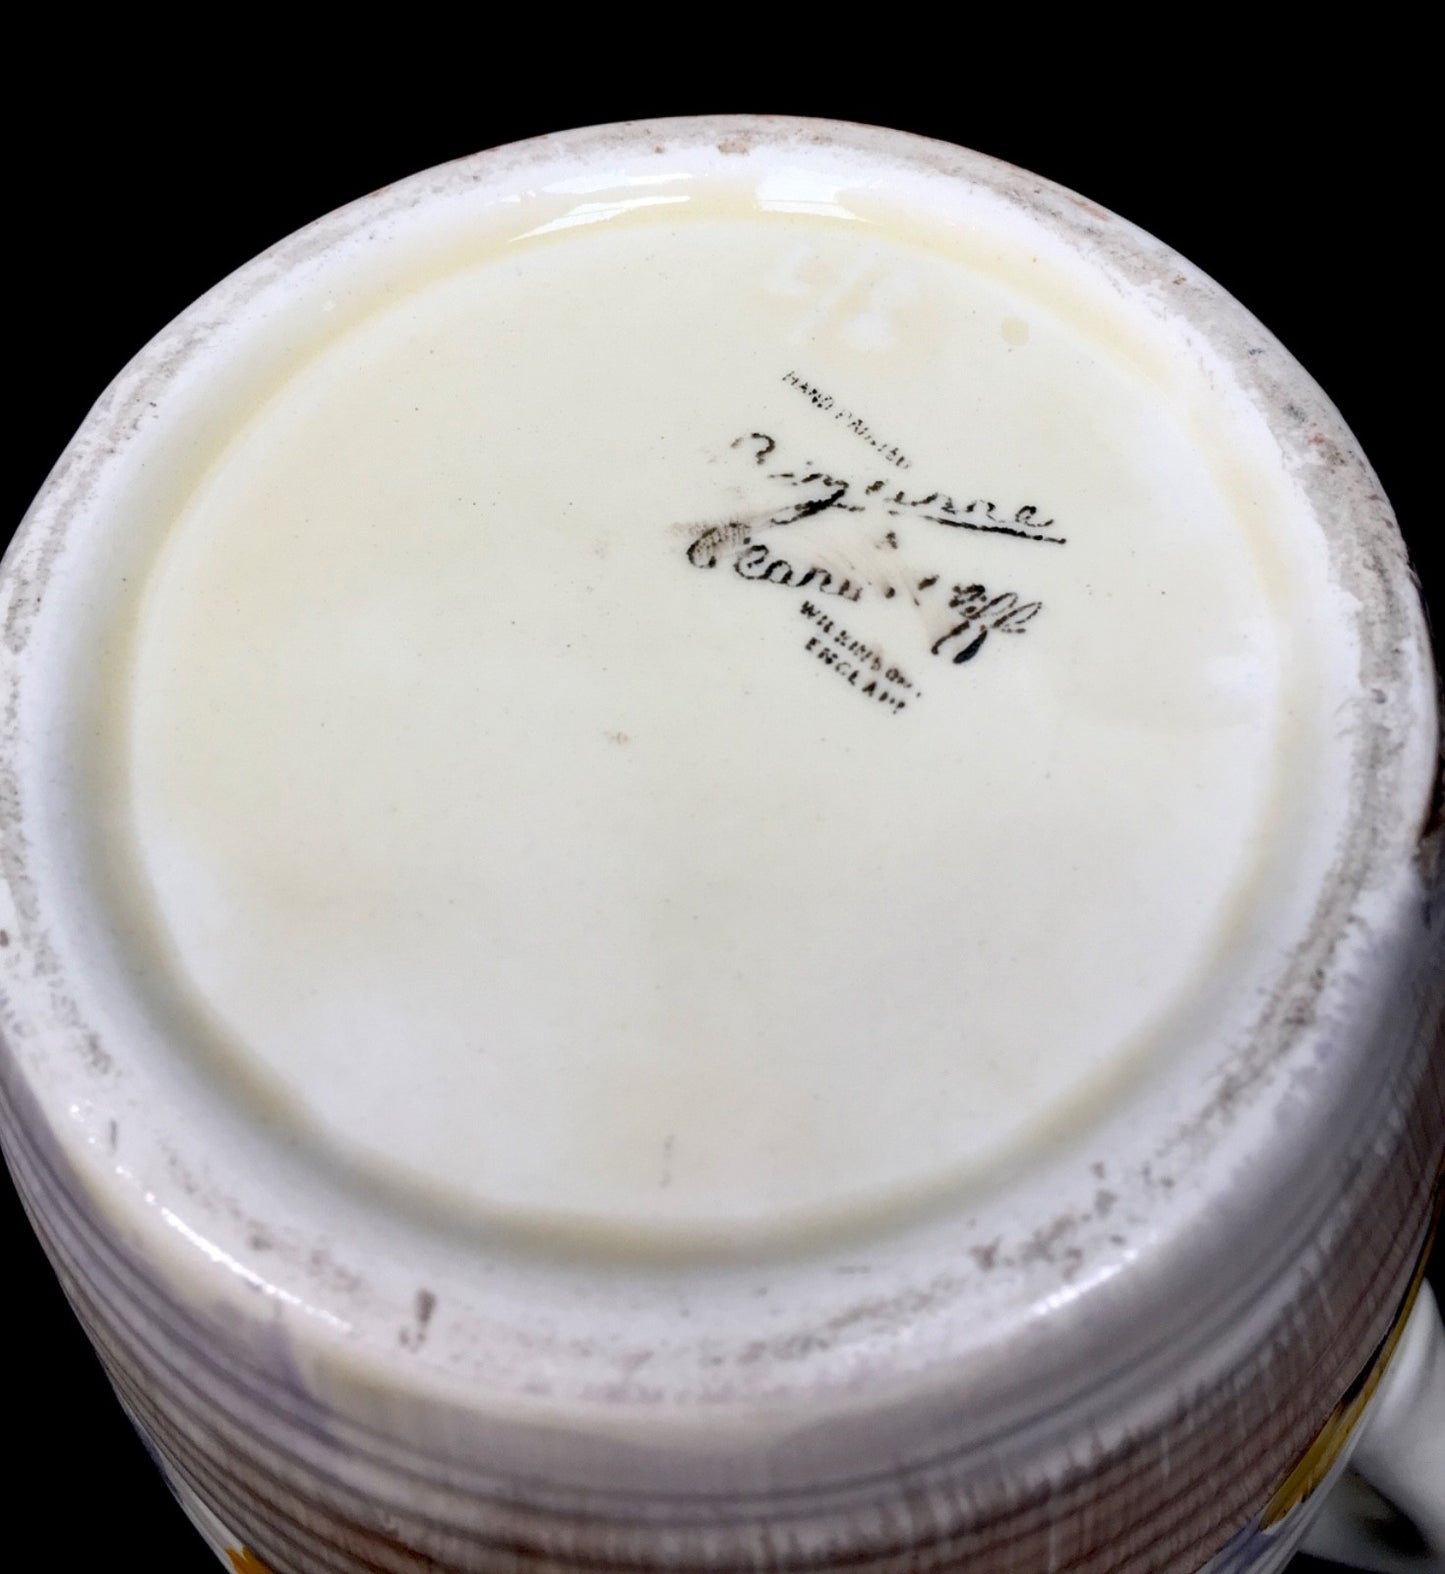 HAND PAINTED
Bizarre
Clarice Cliff
WILKINSON
ENGLAND